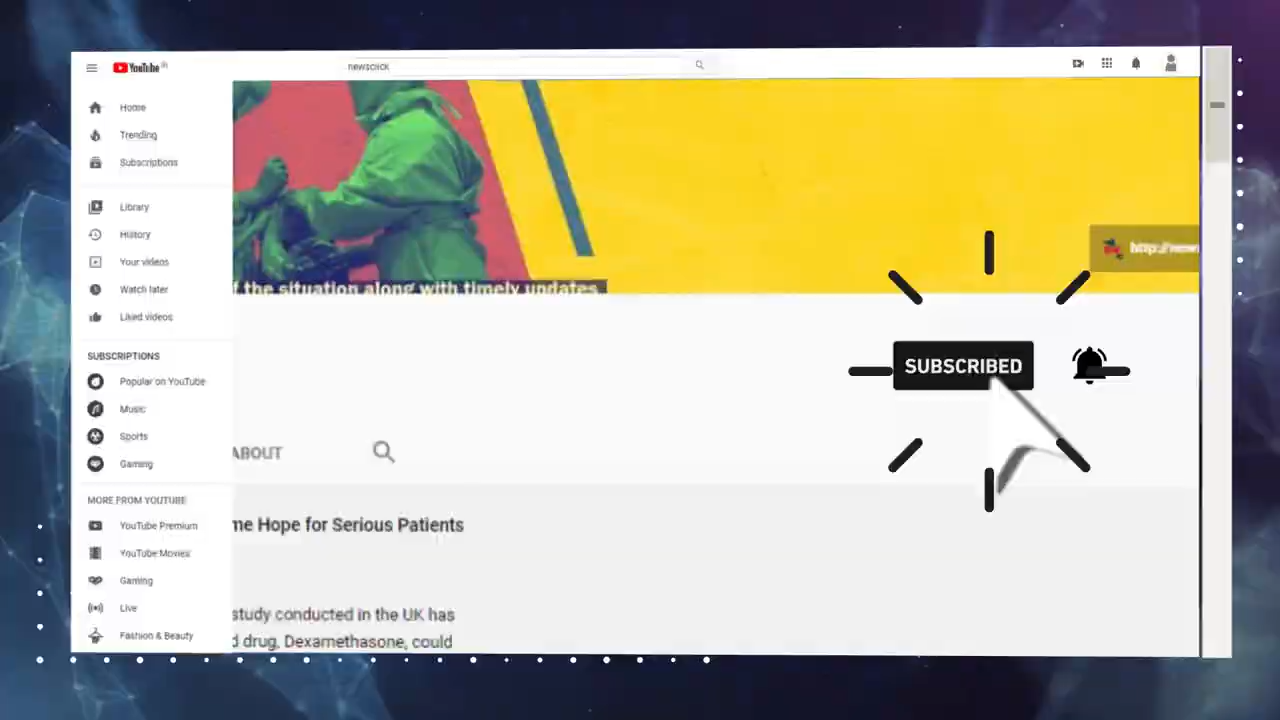 YouTube
newsclick
Home
Trending
Subscriptions
Library
History
Your videos
Watch later
Liked videos
SUBSCRIPTIONS
Popular on YouTube
Music
Sports
Gaming
MORE FROM YOUTUBE
YouTube Premium
YouTube Movies
Gaming
Live
Fashion & Beauty
http://new
f the situation along with timely updates
SUBSCRIBED
ABOUT
me Hope for Serious Patients
study conducted in the UK has
d drug, Dexamethasone, could